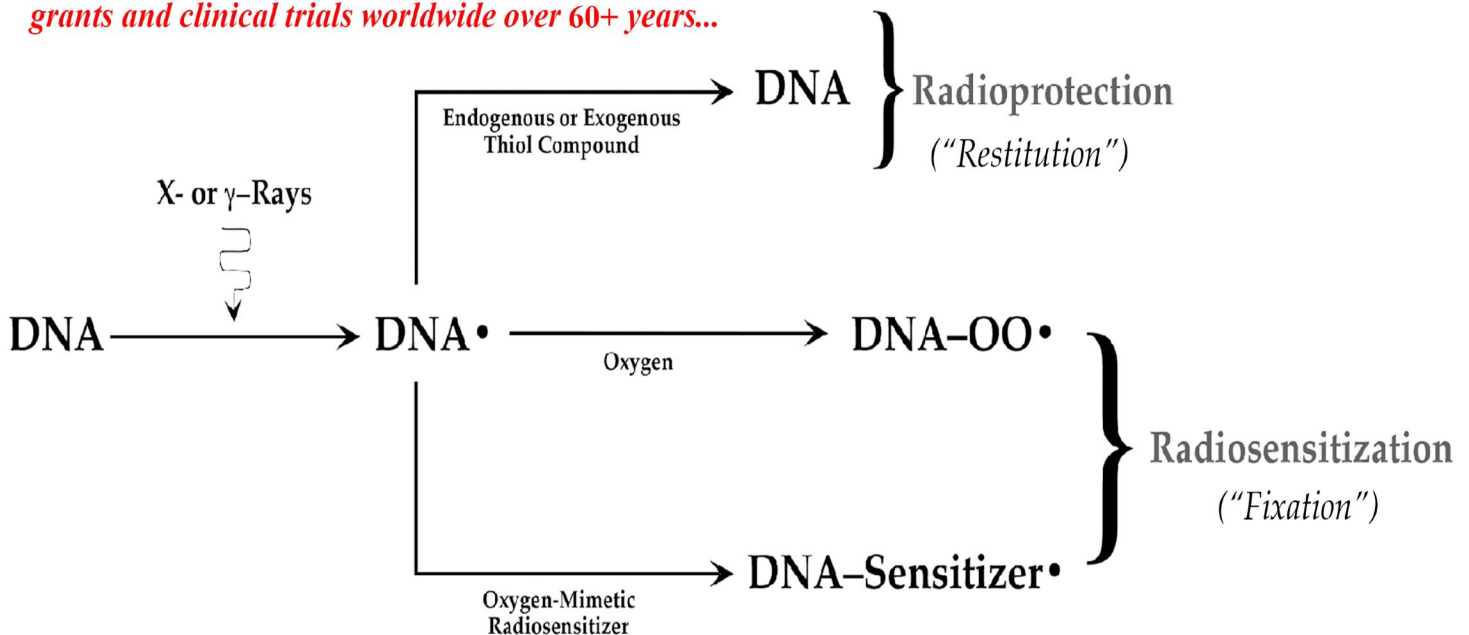 grants and clinical trials worldwide over 60+ years...
DNA
Radioprotection
Endogenous or Exogenous
Thiol Compound
("Restitution")
X- or γ–Rays
DNA
DNA•
DNA–OO•
Oxygen
Radiosensitization
("Fixation")
DNA–Sensitizer•
Oxygen-Mimetic
Radiosensitizer